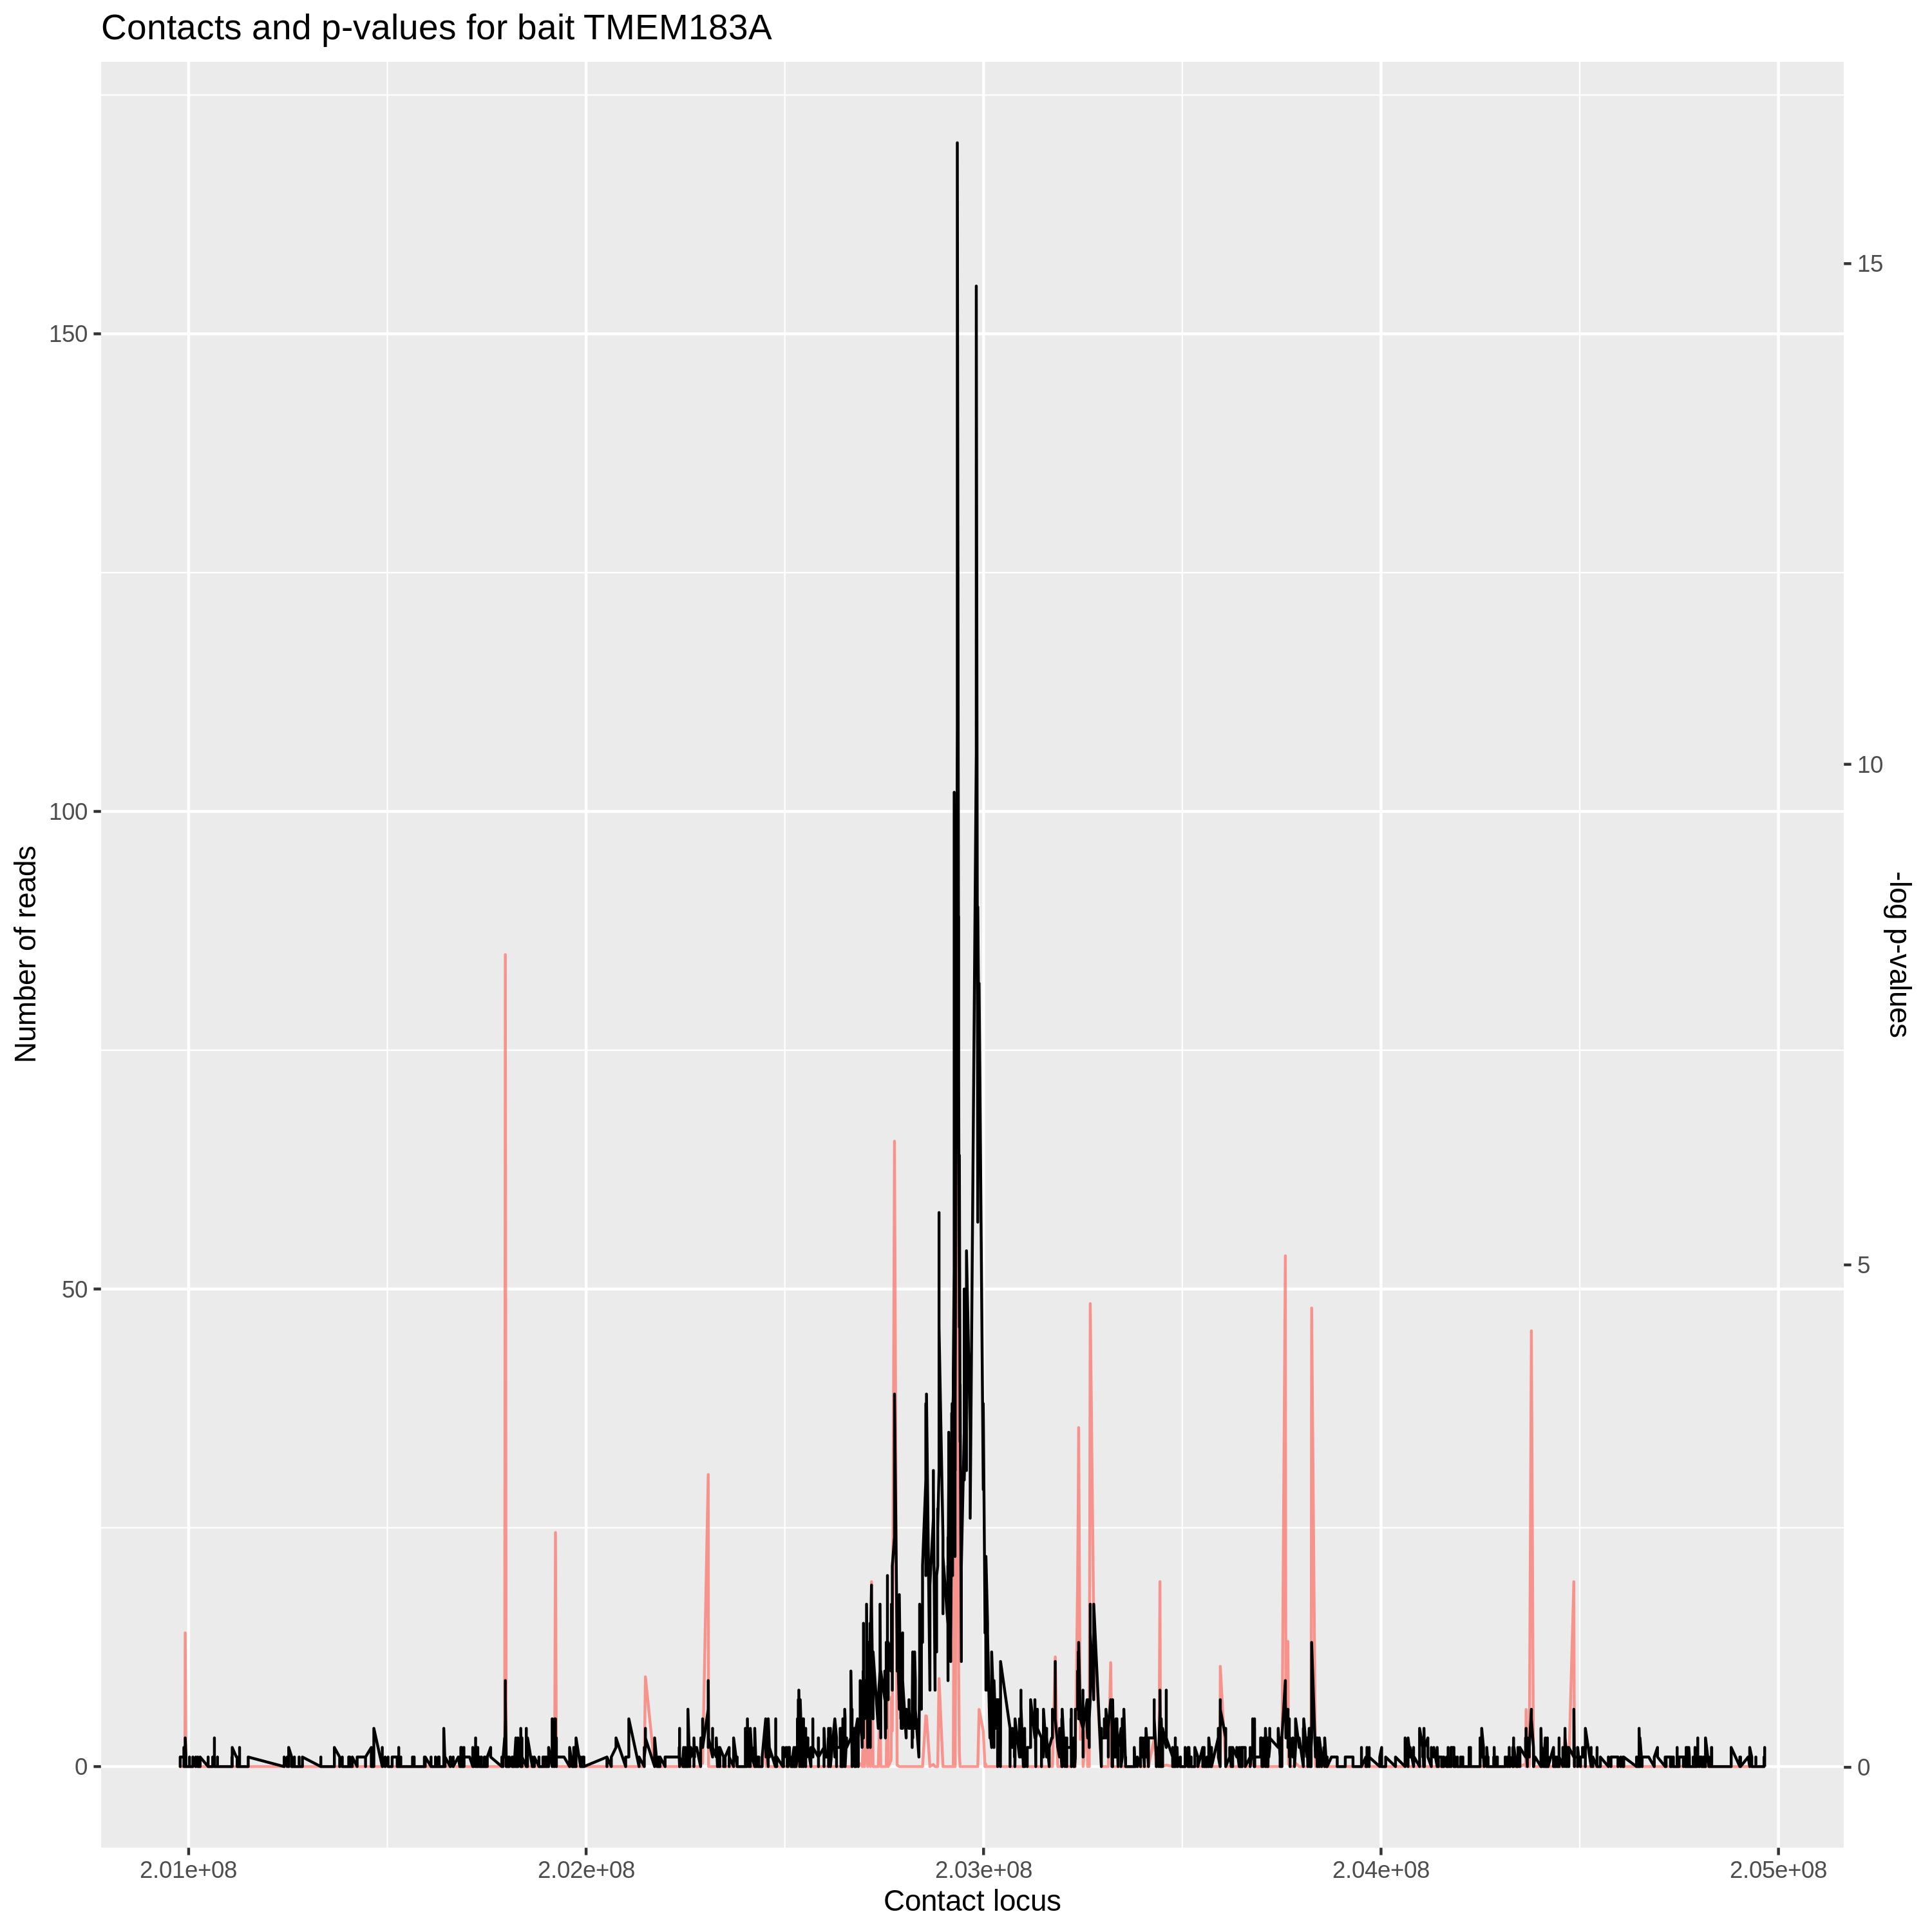 Contacts and p-values for bait TMEM183A
150
100
50
0
Number of reads
15
10
5
0
-log p-values
2.01e+08
2.02e+08
2.03e+08
2.04e+08
2.05e+08
Contact locus